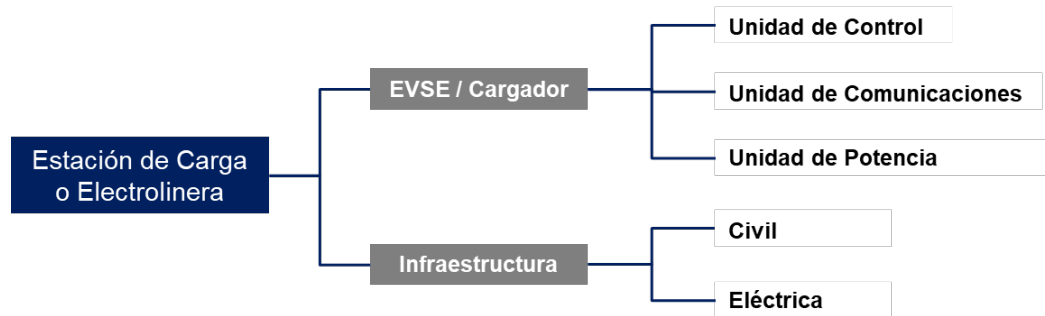 Estación de Carga
o Electrolinera
EVSE / Cargador
Unidad de Control
Unidad de Comunicaciones
Unidad de Potencia
Infraestructura
Civil
Eléctrica